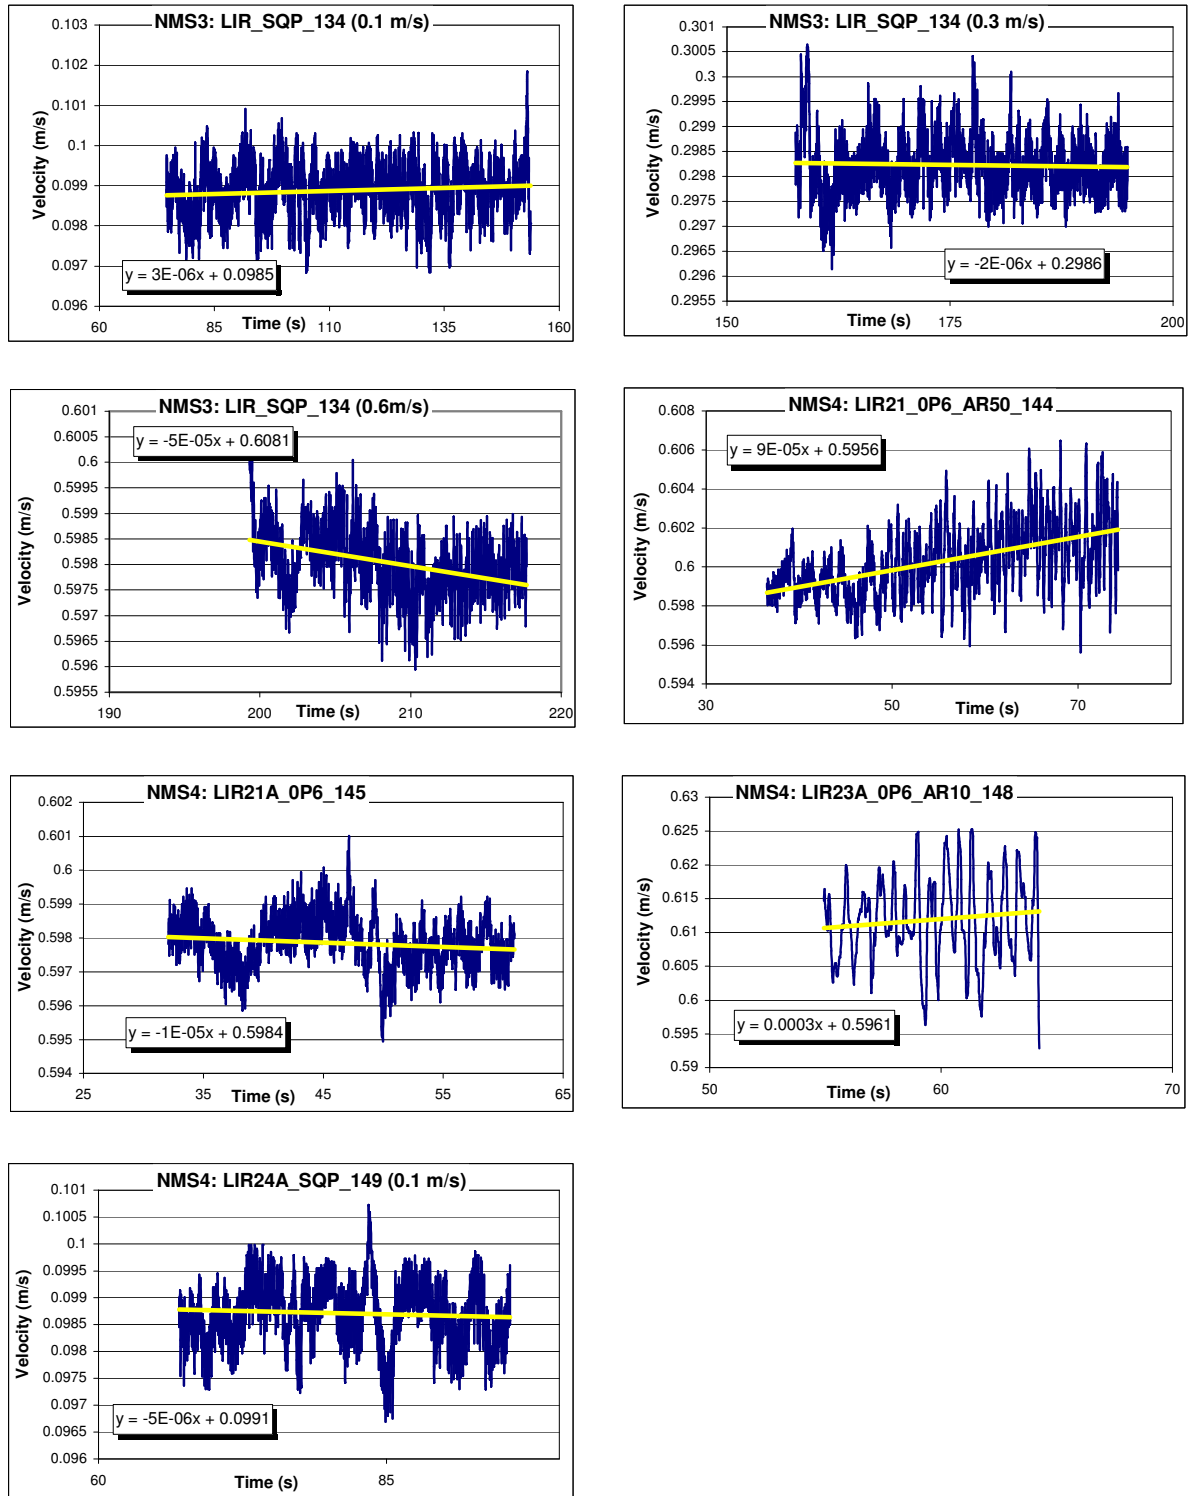 NMS3: LIR_SQP_134 (0.1 m/s)
0.103
0.102
0.101
0.1
0.099
0.098
0.097
0.096
Velocity (m/s)
y = 3E-06x + 0.0985
60 85 110 135 160
Time (s)
NMS3: LIR_SQP_134 (0.3 m/s)
0.301
0.3005
0.3
0.2995
0.299
0.2985
0.298
0.2975
0.297
0.2965
0.296
0.2955
Velocity (m/s)
y = -2E-06x + 0.2986
150 175 200
Time (s)
NMS3: LIR_SQP_134 (0.6m/s)
0.601
0.6005
0.6
0.5995
0.599
0.5985
0.598
0.5975
0.597
0.5965
0.596
0.5955
Velocity (m/s)
y = -5E-05x + 0.6081
190 200 210 220
Time (s)
NMS4: LIR21_0P6_AR50_144
0.608
0.606
0.604
0.602
0.6
0.598
0.596
0.594
Velocity (m/s)
y = 9E-05x + 0.5956
30 50 70
Time (s)
NMS4: LIR21A_0P6_145
0.602
0.601
0.6
0.599
0.598
0.597
0.596
0.595
0.594
Velocity (m/s)
y = -1E-05x + 0.5984
25 35 45 55 65
Time (s)
NMS4: LIR23A_0P6_AR10_148
0.63
0.625
0.62
0.615
0.61
0.605
0.6
0.595
0.59
Velocity (m/s)
y = 0.0003x + 0.5961
50 60 70
Time (s)
NMS4: LIR24A_SQP_149 (0.1 m/s)
0.101
0.1005
0.1
0.0995
0.099
0.0985
0.098
0.0975
0.097
0.0965
0.096
Velocity (m/s)
y = -5E-06x + 0.0991
60 85
Time (s)